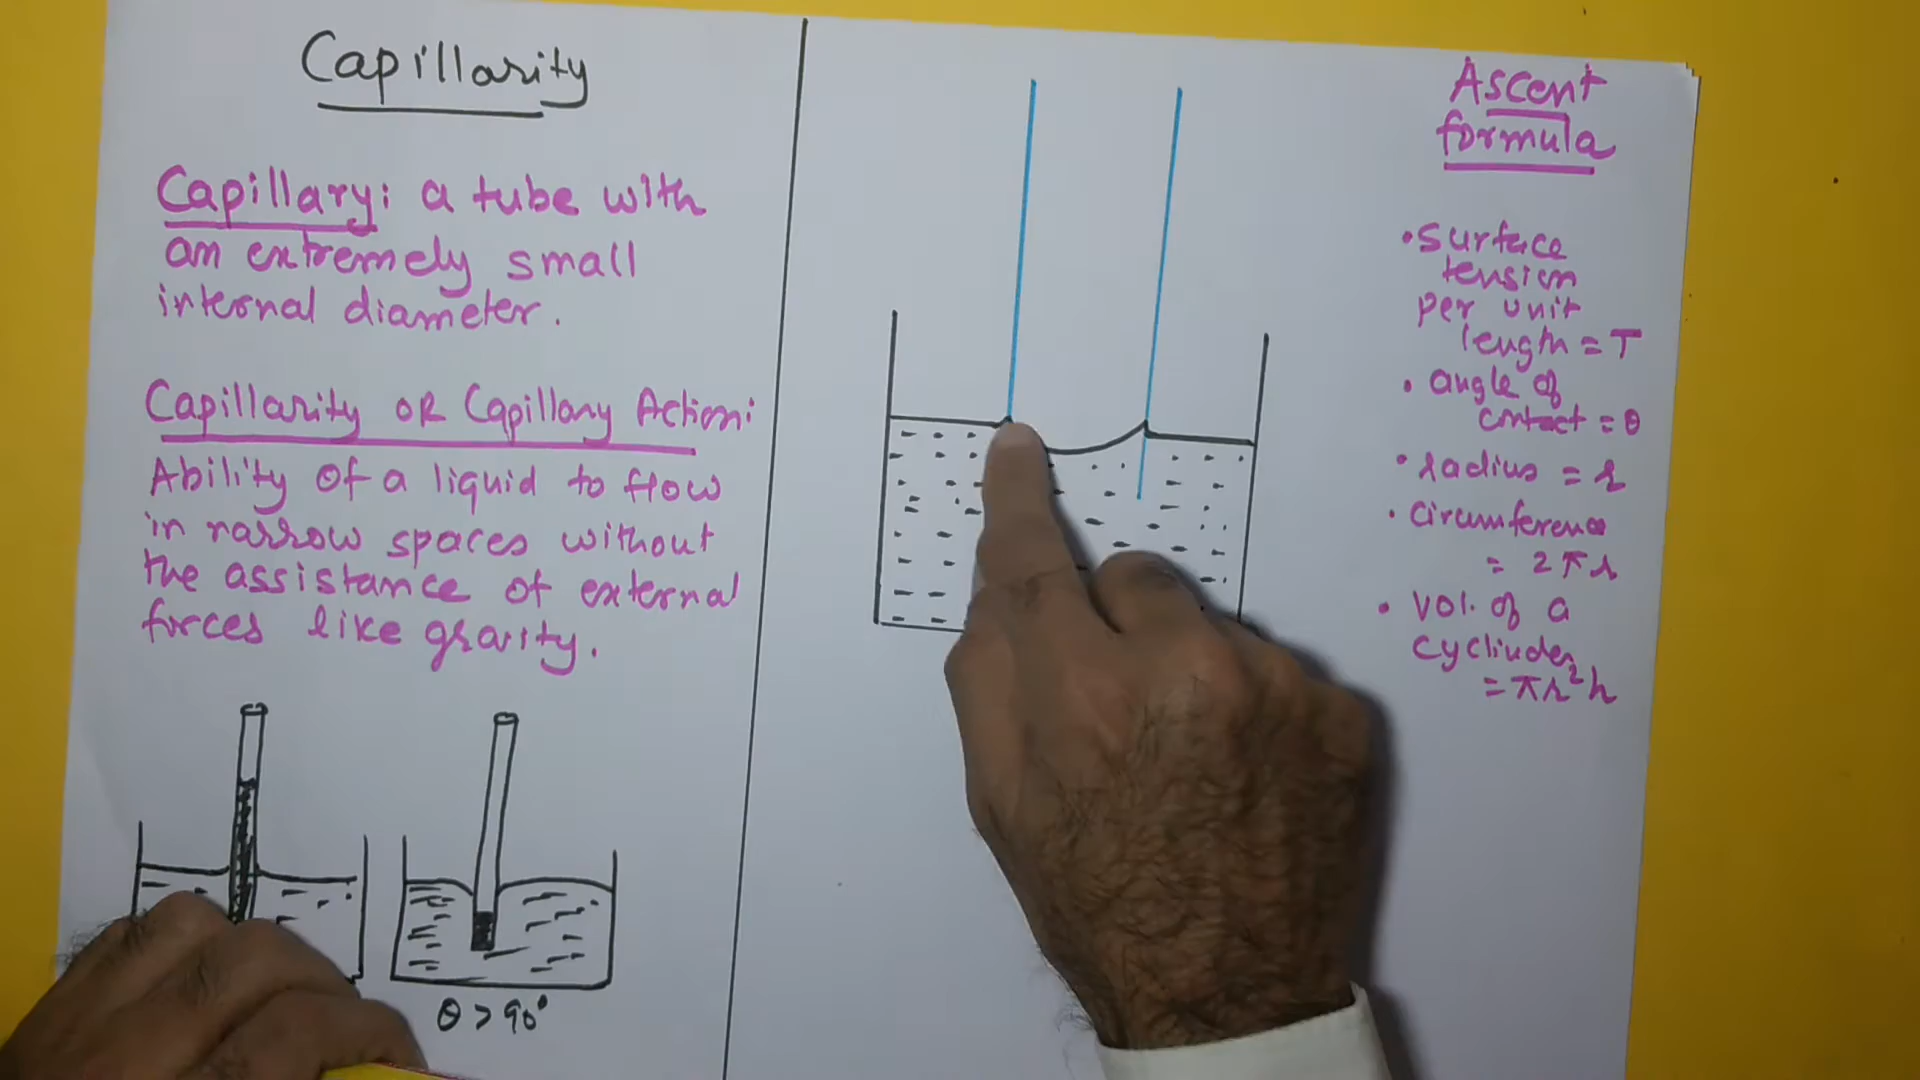 Capillarity
Capillary: a tube with
an extremely small
internal diameter.
Capillarity OR Capillary Action:
Ability of a liquid to flow
in narrow spaces without
the assistance of external
forces like gravity.
θ > 90°
Ascent
formula
• Surface
tension
per unit
length = T
• angle of
contact = θ
• radius = r
• circumference
= 2πr
• Vol. of a
cyclinder
= πr²h